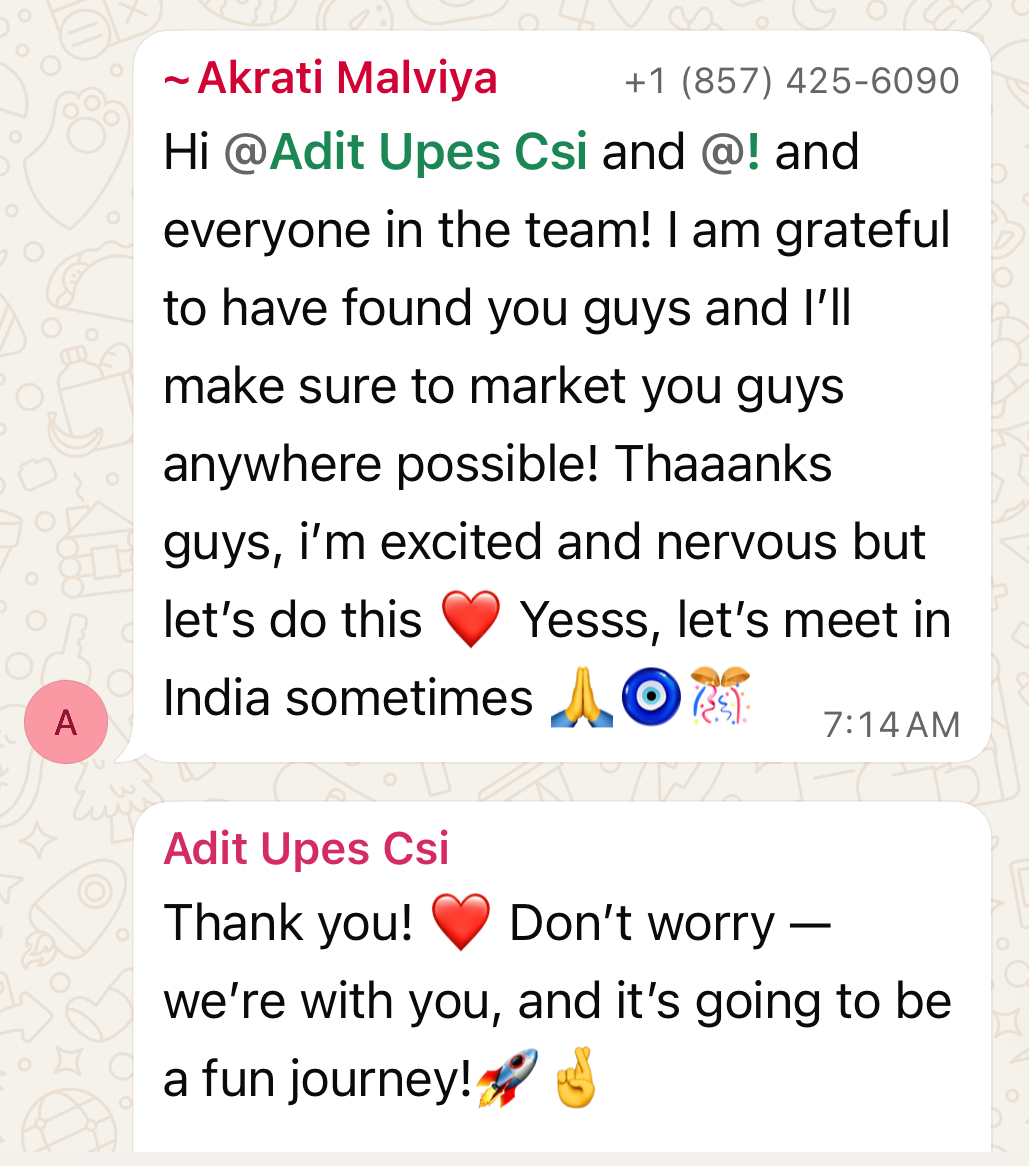 ~Akrati Malviya +1 (857) 425-6090
Hi @Adit Upes Csi and @! and
everyone in the team! I am grateful
to have found you guys and I’ll
make sure to market you guys
anywhere possible! Thaaanks
guys, i’m excited and nervous but
let’s do this ❤️ Yesss, let’s meet in
India sometimes 🙏🧿🎊
7:14 AM
A
Adit Upes Csi
Thank you! ❤️ Don’t worry —
we’re with you, and it’s going to be
a fun journey!🚀🤞